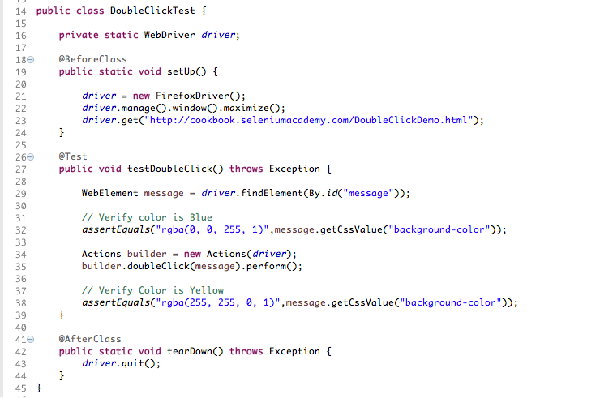 14 public class DoubleClickTest {
15
16 private static WebDriver driver;
17
18 @BeforeClass
19 public static void setUp() {
20
21 driver = new FirefoxDriver();
22 driver.manage().window().maximize();
23 driver.get("http://cookbook.seleniumacademy.com/DoubleClickDemo.html");
24 }
25
26 @Test
27 public void testDoubleClick() throws Exception {
28
29 WebElement message = driver.findElement(By.id("message"));
30
31 // Verify color is Blue
32 assertEquals("rgba(0, 0, 255, 1)",message.getCssValue("background-color"));
33
34 Actions builder = new Actions(driver);
35 builder.doubleClick(message).perform();
36
37 // Verify Color is Yellow
38 assertEquals("rgba(255, 255, 0, 1)",message.getCssValue("background-color"));
39 }
40
41 @AfterClass
42 public static void tearDown() throws Exception {
43 driver.quit();
44 }
45 }